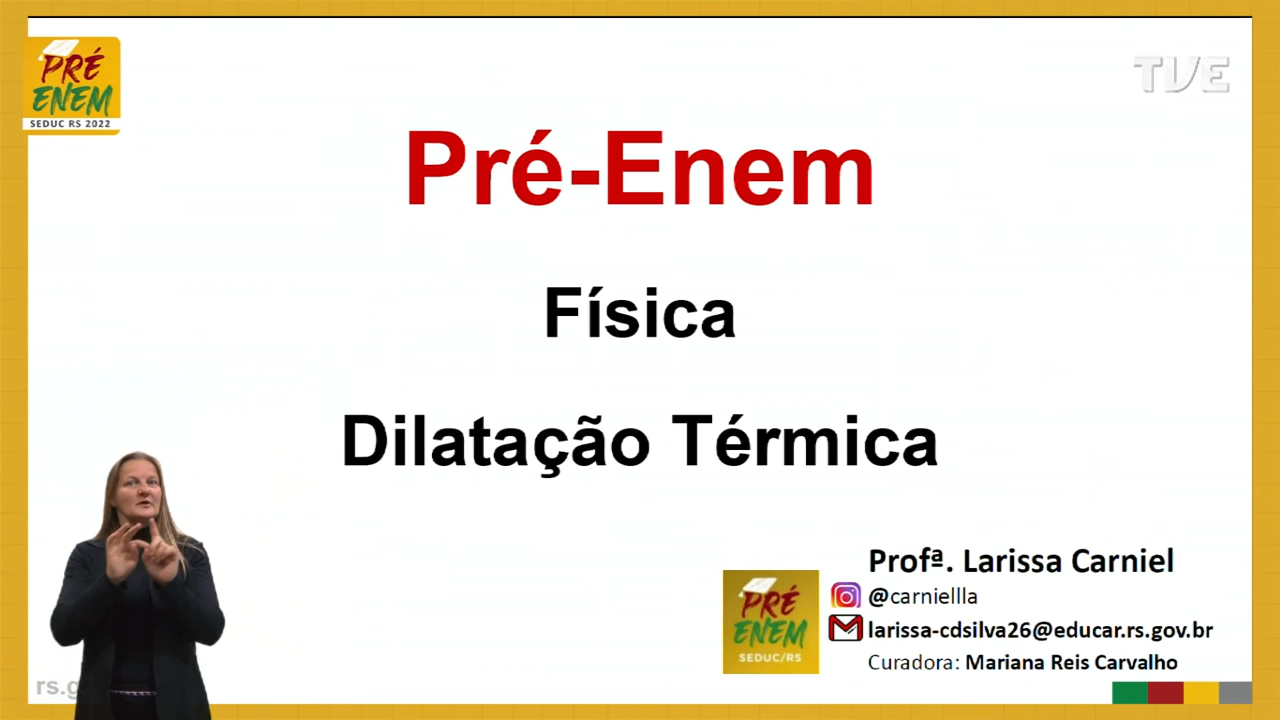 PRÉ
ENEM
SEDUC RS 2022
TVE
Pré-Enem
Física
Dilatação Térmica
Profª. Larissa Carniel
@carniellla
larissa-cdsilva26@educar.rs.gov.br
Curadora: Mariana Reis Carvalho
PRÉ
ENEM
SEDUC/RS
rs.g